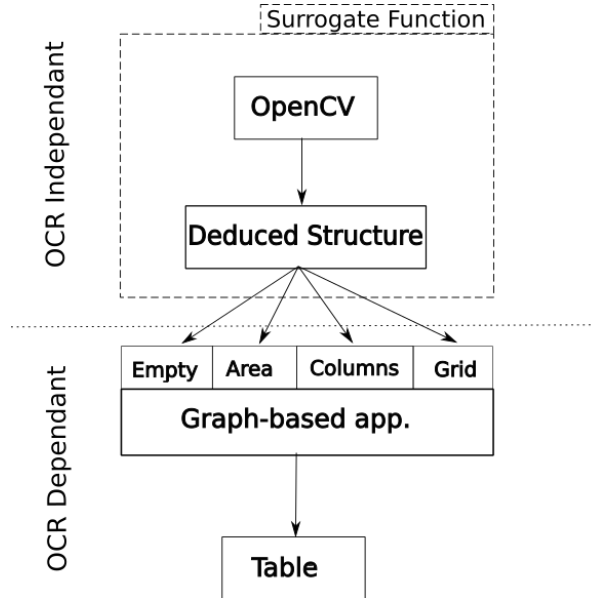 Surrogate Function
OCR Independant
OpenCV
Deduced Structure
Empty Area Columns Grid
Graph-based app.
OCR Dependant
Table